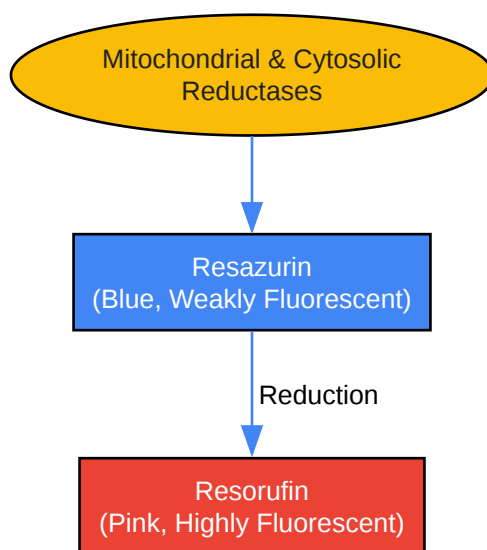 Mitochondrial & Cytosolic
Reductases
Resazurin
(Blue, Weakly Fluorescent)
Reduction
Resorufin
(Pink, Highly Fluorescent)